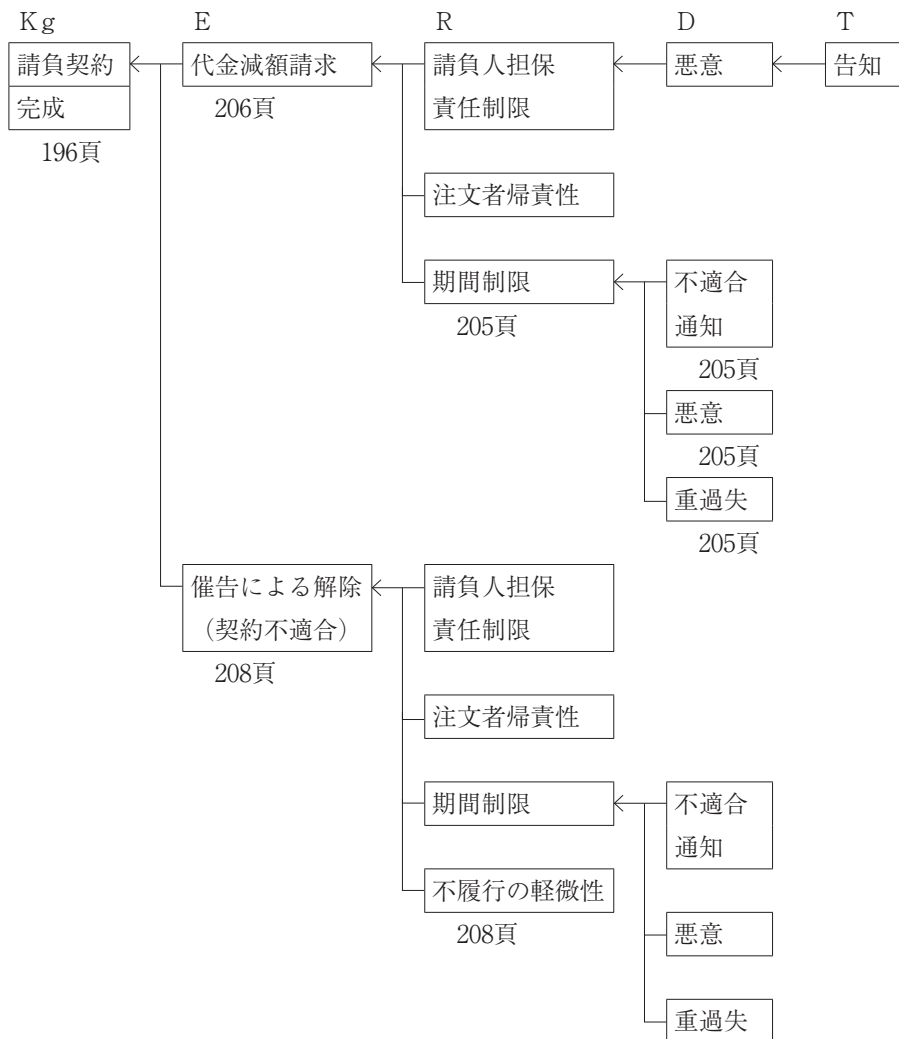 Kg E R D T
請負契約 代金減額請求 請負人担保 悪意 告知
完成 206頁 責任制限
196頁
注文者帰責性
期間制限 不適合
205頁 通知
205頁
悪意
205頁
重過失
205頁
催告による解除 請負人担保
（契約不適合） 責任制限
208頁
注文者帰責性
期間制限 不適合
通知
不履行の軽微性
208頁 悪意
重過失